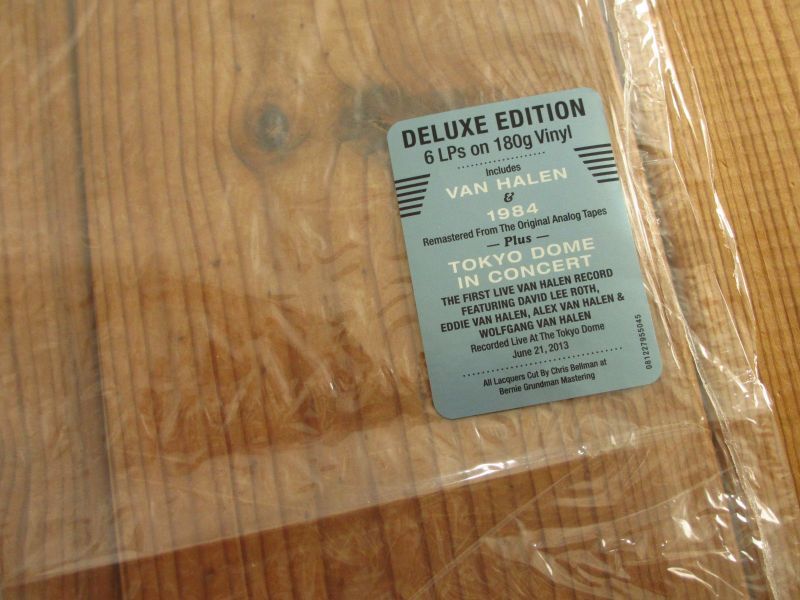 DELUXE EDITION
6 LPs on 180g Vinyl
Includes
VAN HALEN
&
1984
Remastered From The Original Analog Tapes
— Plus —
TOKYO DOME
IN CONCERT
THE FIRST LIVE VAN HALEN RECORD
FEATURING DAVID LEE ROTH,
EDDIE VAN HALEN, ALEX VAN HALEN &
WOLFGANG VAN HALEN
Recorded Live At The Tokyo Dome
June 21, 2013
All Lacquers Cut By Chris Bellman at
Bernie Grundman Mastering
081227955045